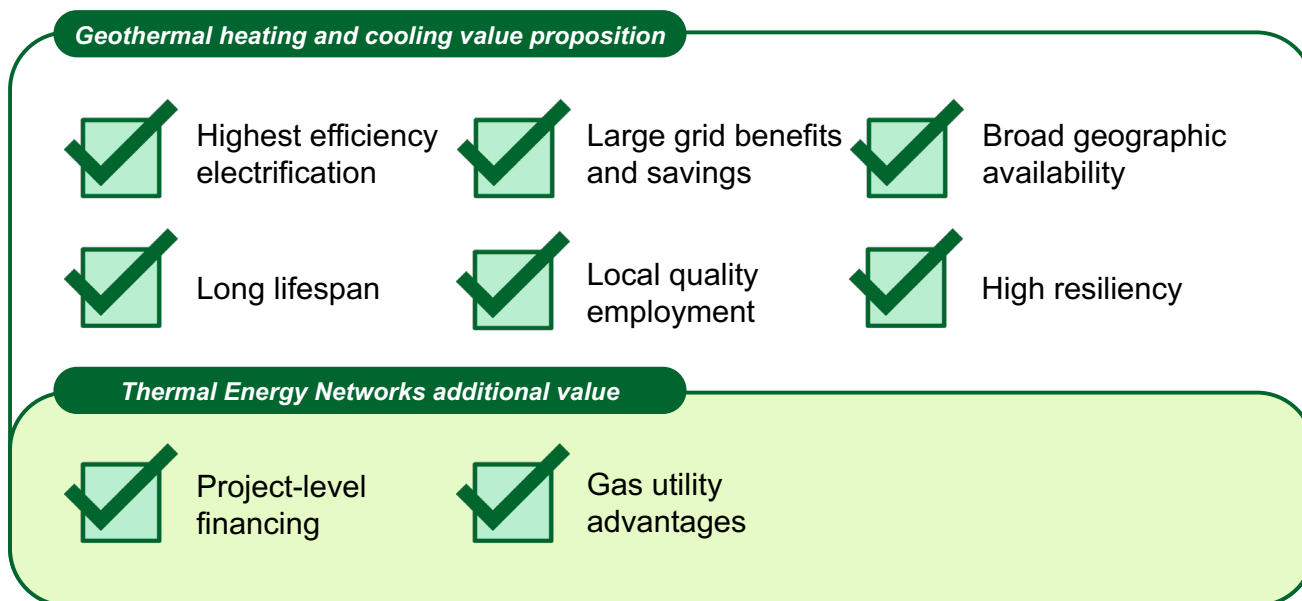 Geothermal heating and cooling value proposition
Highest efficiency
electrification
Large grid benefits
and savings
Broad geographic
availability
Long lifespan
Local quality
employment
High resiliency
Thermal Energy Networks additional value
Project-level
financing
Gas utility
advantages